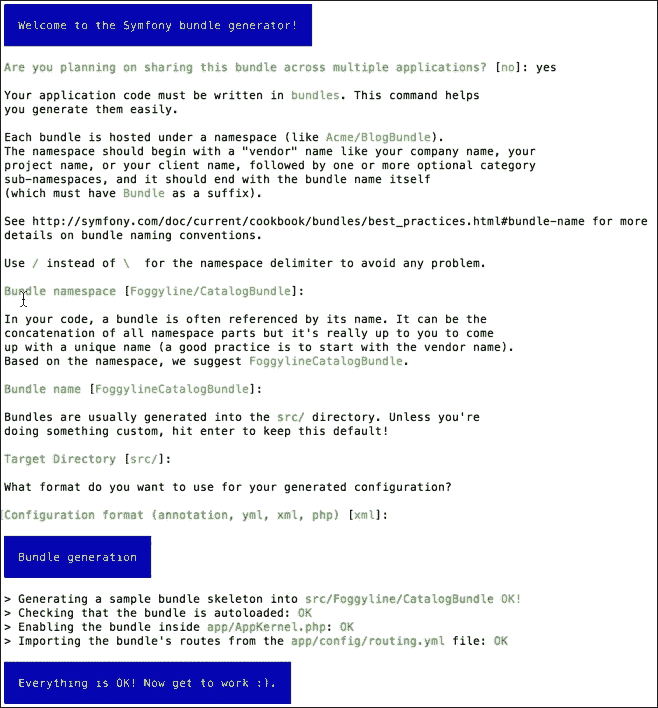 Welcome to the Symfony bundle generator!
Are you planning on sharing this bundle across multiple applications? [no]: yes
Your application code must be written in bundles. This command helps
you generate them easily.
Each bundle is hosted under a namespace (like Acme/BlogBundle).
The namespace should begin with a "vendor" name like your company name, your
project name, or your client name, followed by one or more optional category
sub-namespaces, and it should end with the bundle name itself
(which must have Bundle as a suffix).
See http://symfony.com/doc/current/cookbook/bundles/best_practices.html#bundle-name for more
details on bundle naming conventions.
Use / instead of \  for the namespace delimiter to avoid any problem.
Bundle namespace [Foggyline/CatalogBundle]:
In your code, a bundle is often referenced by its name. It can be the
concatenation of all namespace parts but it's really up to you to come
up with a unique name (a good practice is to start with the vendor name).
Based on the namespace, we suggest FoggylineCatalogBundle.
Bundle name [FoggylineCatalogBundle]:
Bundles are usually generated into the src/ directory. Unless you're
doing something custom, hit enter to keep this default!
Target Directory [src/]:
What format do you want to use for your generated configuration?
Configuration format (annotation, yml, xml, php) [xml]:
Bundle generation
> Generating a sample bundle skeleton into src/Foggyline/CatalogBundle OK!
> Checking that the bundle is autoloaded: OK
> Enabling the bundle inside app/AppKernel.php: OK
> Importing the bundle's routes from the app/config/routing.yml file: OK
Everything is OK! Now get to work :).